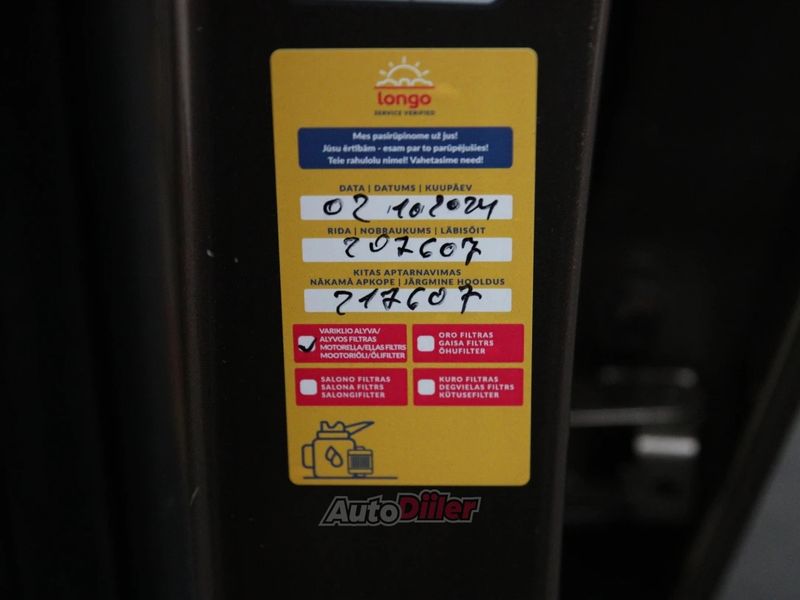 longo
SERVICE VERIFIED
Mes pasirūpinome už jus!
Jūsu ērtībām - esam par to parūpējušies!
Teie rahulolu nimel! Vahetasime need!
DATA | DATUMS | KUUPÄEV
02 10 2024
RIDA | NOBRAUKUMS | LÄBISÕIT
207607
KITAS APTARNAVIMAS
NĀKAMĀ APKOPE | JÄRGMINE HOOLDUS
217607
VARIKLIO ALYVA/
ALYVOS FILTRAS
MOTORELLA/EĻĻAS FILTRS
MOOTORIÕLI/ÕLIFILTER
ORO FILTRAS
GAISA FILTRS
ÕHUFILTER
SALONO FILTRAS
SALONA FILTRS
SALONGIFILTER
KURO FILTRAS
DEGVIELAS FILTRS
KÜTUSEFILTER
AutoDiiler